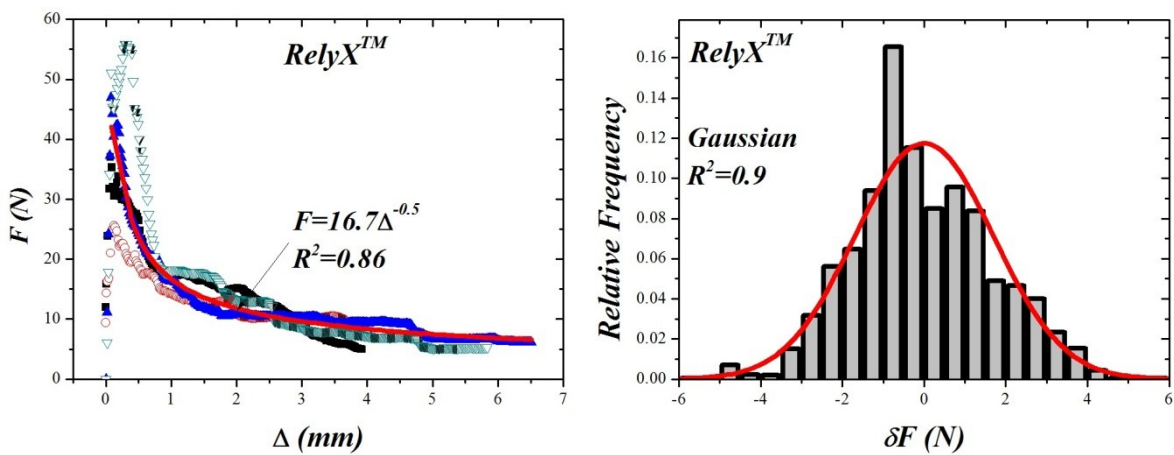 RelyX™
F (N)
60
50
40
30
20
10
0
F=16.7Δ^-0.5
R²=0.86
0 1 2 3 4 5 6 7
Δ (mm)
RelyX™
Gaussian
R²=0.9
Relative Frequency
0.16
0.14
0.12
0.10
0.08
0.06
0.04
0.02
0.00
-6 -4 -2 0 2 4 6
δF (N)